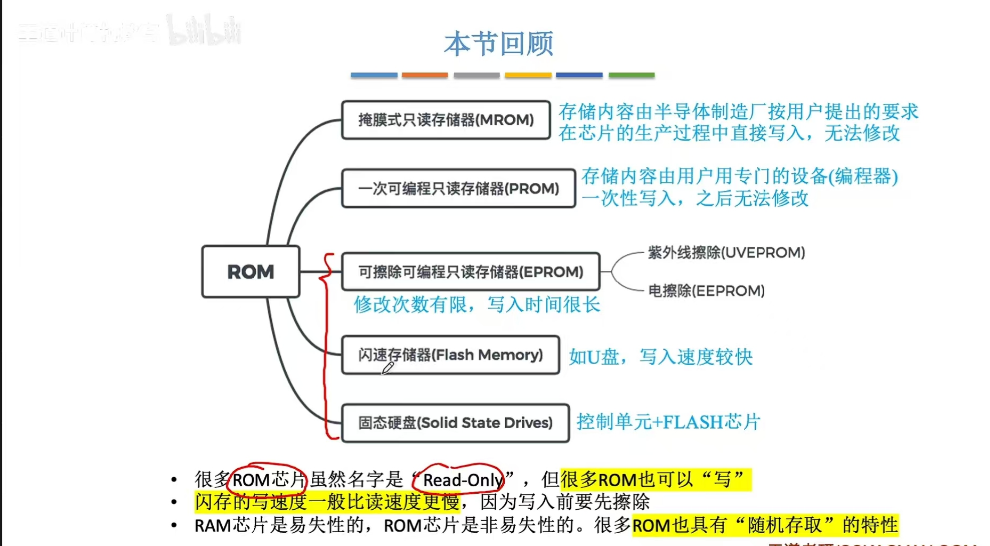 本节回顾
掩膜式只读存储器(MROM)
存储内容由半导体制造厂按用户提出的要求
在芯片的生产过程中直接写入，无法修改
一次可编程只读存储器(PROM)
存储内容由用户用专门的设备(编程器)
一次性写入，之后无法修改
ROM
可擦除可编程只读存储器(EPROM)
紫外线擦除(UVEPROM)
电擦除(EEPROM)
修改次数有限，写入时间很长
闪速存储器(Flash Memory)
如U盘，写入速度较快
固态硬盘(Solid State Drives)
控制单元+FLASH芯片
• 很多ROM芯片虽然名字是“Read-Only”，但很多ROM也可以“写”
• 闪存的写速度一般比读速度更慢，因为写入前要先擦除
• RAM芯片是易失性的，ROM芯片是非易失性的。很多ROM也具有“随机存取”的特性